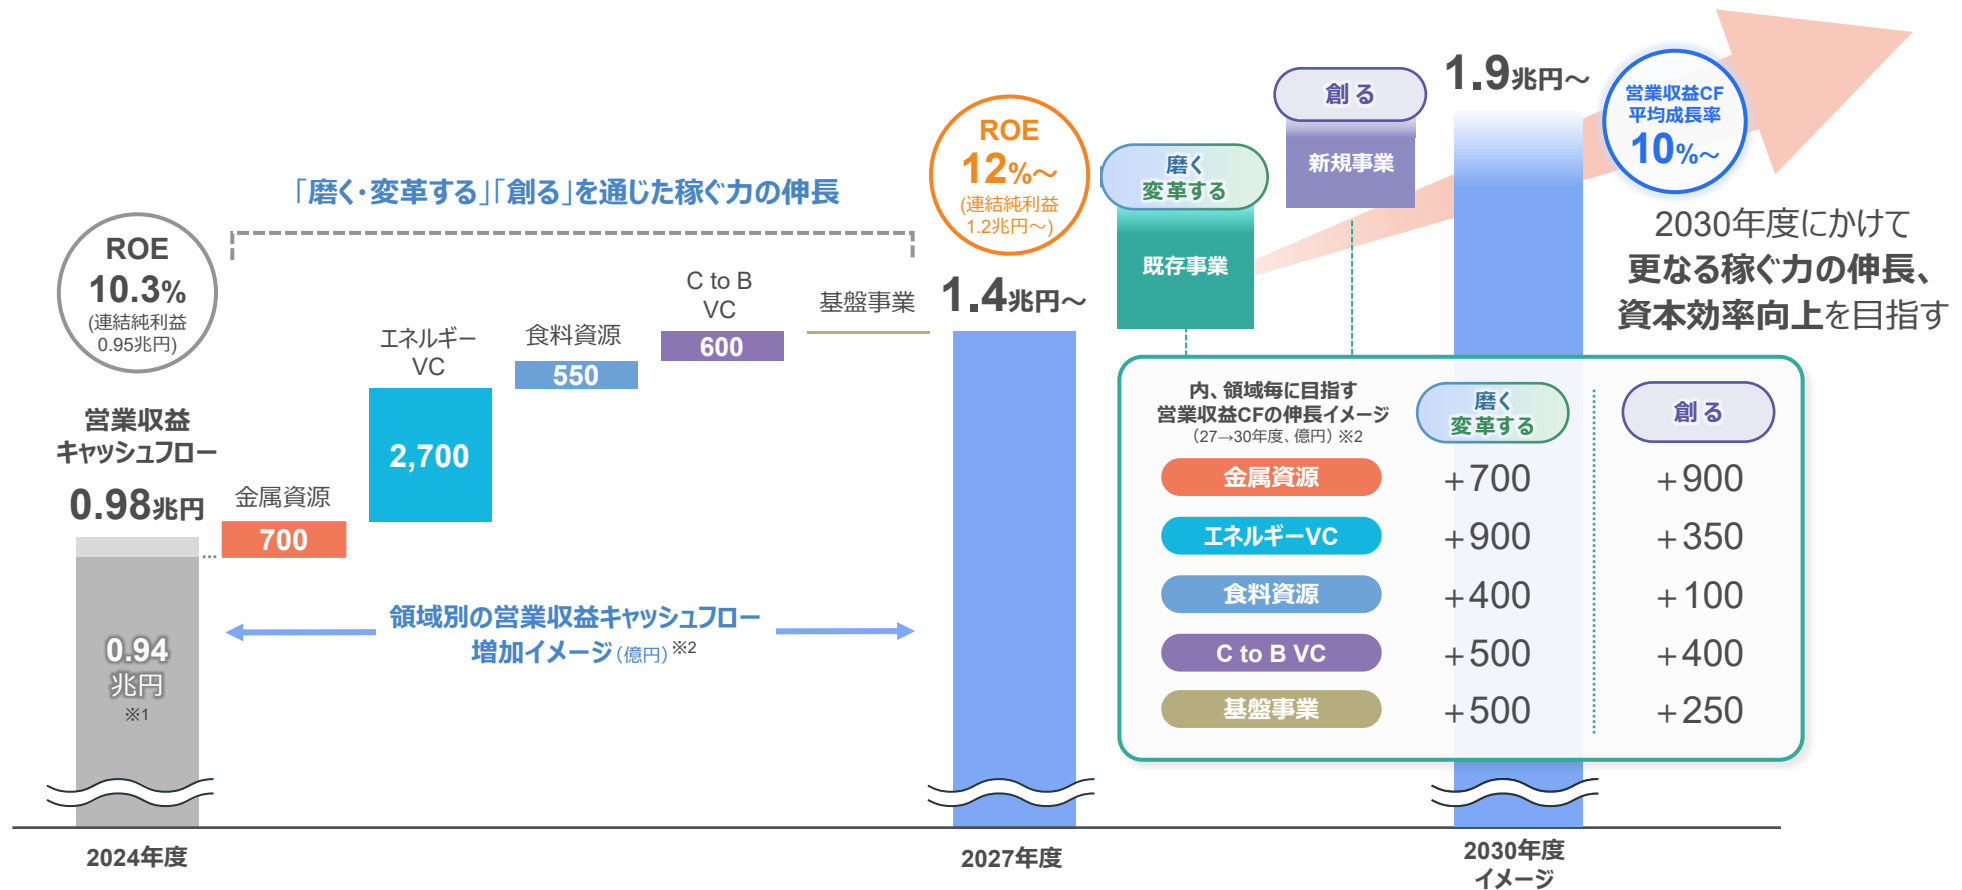 「磨く・変革する」「創る」を通じた稼ぐ力の伸長
ROE
10.3%
(連結純利益
0.95兆円)
営業収益
キャッシュフロー
0.98兆円
0.94
兆円
※1
...
金属資源
700
エネルギー
VC
2,700
食料資源
550
C to B
VC
600
基盤事業
領域別の営業収益キャッシュフロー
増加イメージ（億円）※2
ROE
12%～
(連結純利益
1.2兆円～)
1.4兆円～
磨く
変革する
既存事業
創る
新規事業
1.9兆円～
営業収益CF
平均成長率
10%～
2030年度にかけて
更なる稼ぐ力の伸長、
資本効率向上を目指す
内、領域毎に目指す
営業収益CFの伸長イメージ
（27→30年度、億円）※2
磨く
変革する
創る
金属資源 +700 +900
エネルギーVC +900 +350
食料資源 +400 +100
C to B VC +500 +400
基盤事業 +500 +250
2024年度
2027年度
2030年度
イメージ